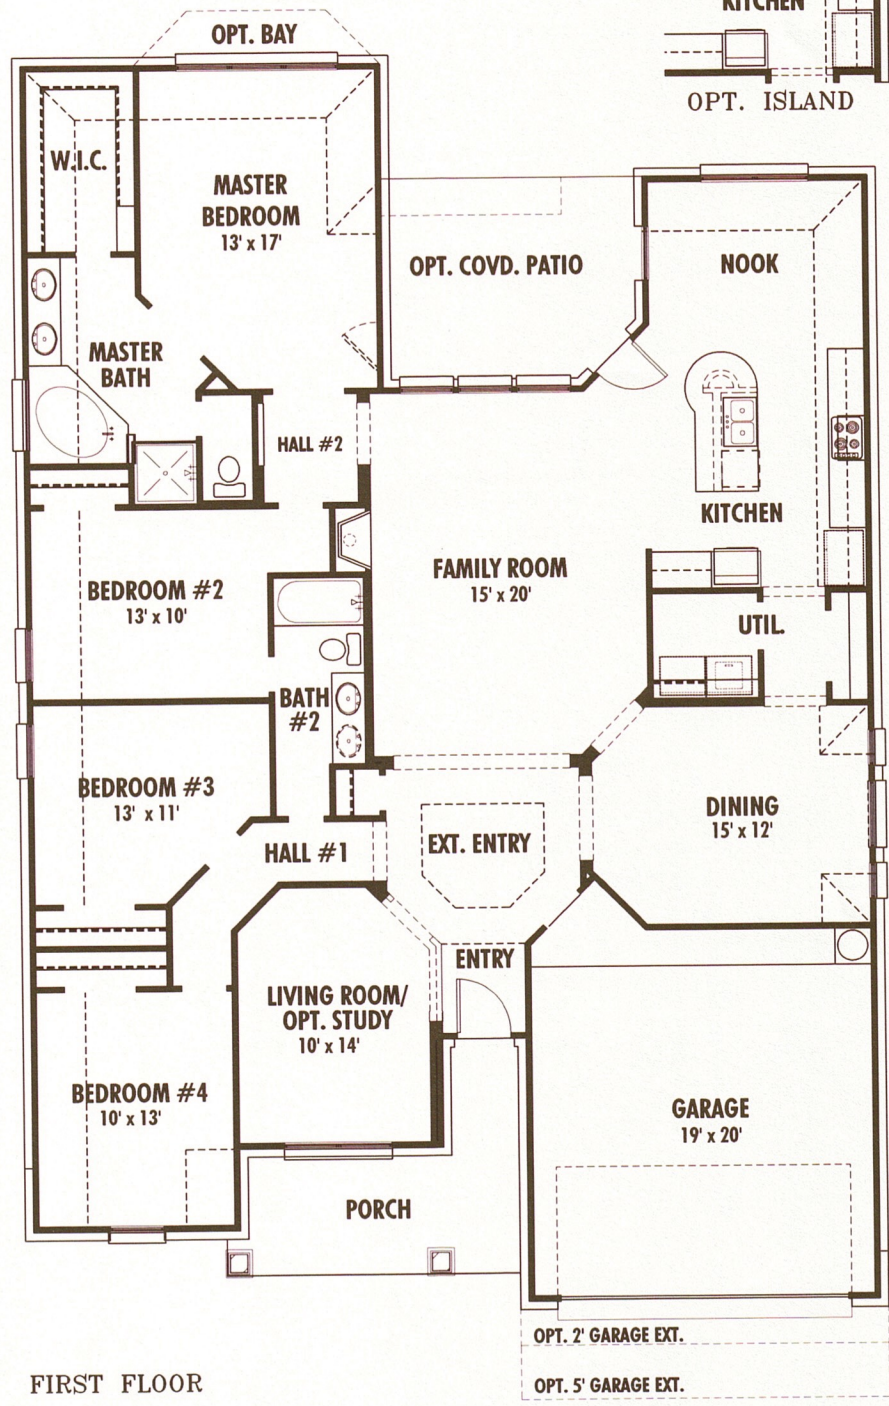 KITCHEN
OPT. ISLAND
OPT. BAY
W.I.C.
MASTER
BEDROOM
13' x 17'
OPT. COVD. PATIO
NOOK
MASTER
BATH
HALL #2
KITCHEN
FAMILY ROOM
15' x 20'
BEDROOM #2
13' x 10'
UTIL.
BATH
#2
BEDROOM #3
13' x 11'
DINING
15' x 12'
HALL #1
EXT. ENTRY
ENTRY
LIVING ROOM/
OPT. STUDY
10' x 14'
BEDROOM #4
10' x 13'
GARAGE
19' x 20'
PORCH
OPT. 2' GARAGE EXT.
OPT. 5' GARAGE EXT.
FIRST FLOOR